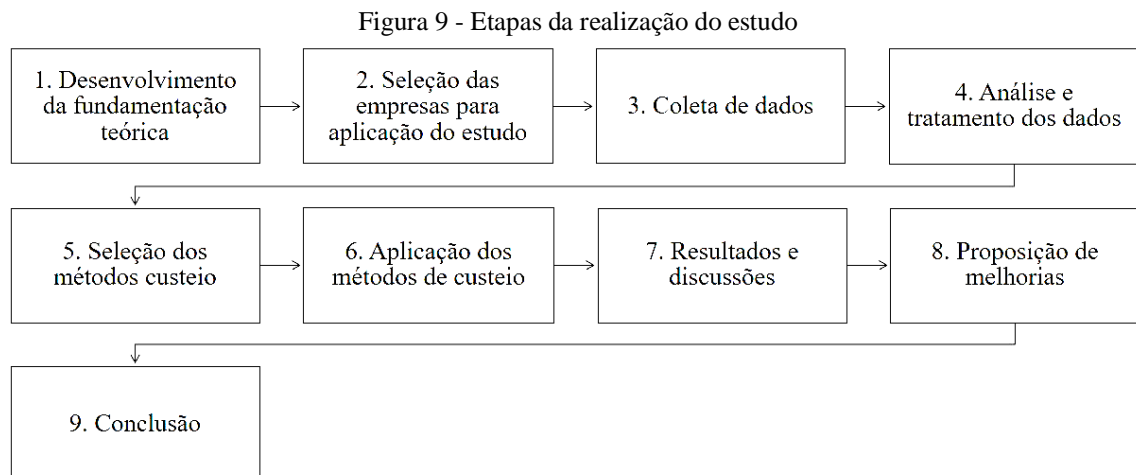 Figura 9 - Etapas da realização do estudo
1. Desenvolvimento
da fundamentação
teórica
2. Seleção das
empresas para
aplicação do estudo
3. Coleta de dados
4. Análise e
tratamento dos dados
5. Seleção dos
métodos custeio
6. Aplicação dos
métodos de custeio
7. Resultados e
discussões
8. Proposição de
melhorias
9. Conclusão